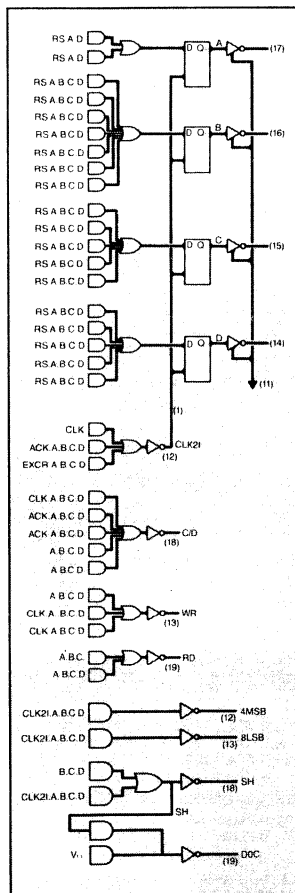 RS A D
RS A D
D Q A (17)
RS A B C D
RS A B C D
RS A B C D
RS A B C D
RS A B C D
RS A B C D
D Q B (16)
RS A B C D
RS A B C D
RS A B C D
RS A B C D
RS A B C D
D Q C (15)
RS A B C D
RS A B C D
RS A B C D
RS A B C D
RS A B C D
D Q D (14)
(11)
(1)
CLK
ACK A.B.C.D
EXCR A B C D
(12)
CLK2I
CLK A B C D
ACK A.B.C.D
ACK A B C D
A.B.C.D
A B.C D
C/D
(18)
A B C D
CLK A B.C D
CLK A B C D
WR
(13)
A.B.C.
A B.C D
RD
(19)
CLK2I.A.B.C.D
4MSB
(12)
CLK2I.A.B.C.D
8LSB
(13)
B.C.D
CLK2I.A.B.C.D
SH
(18)
SH
D0C
(19)